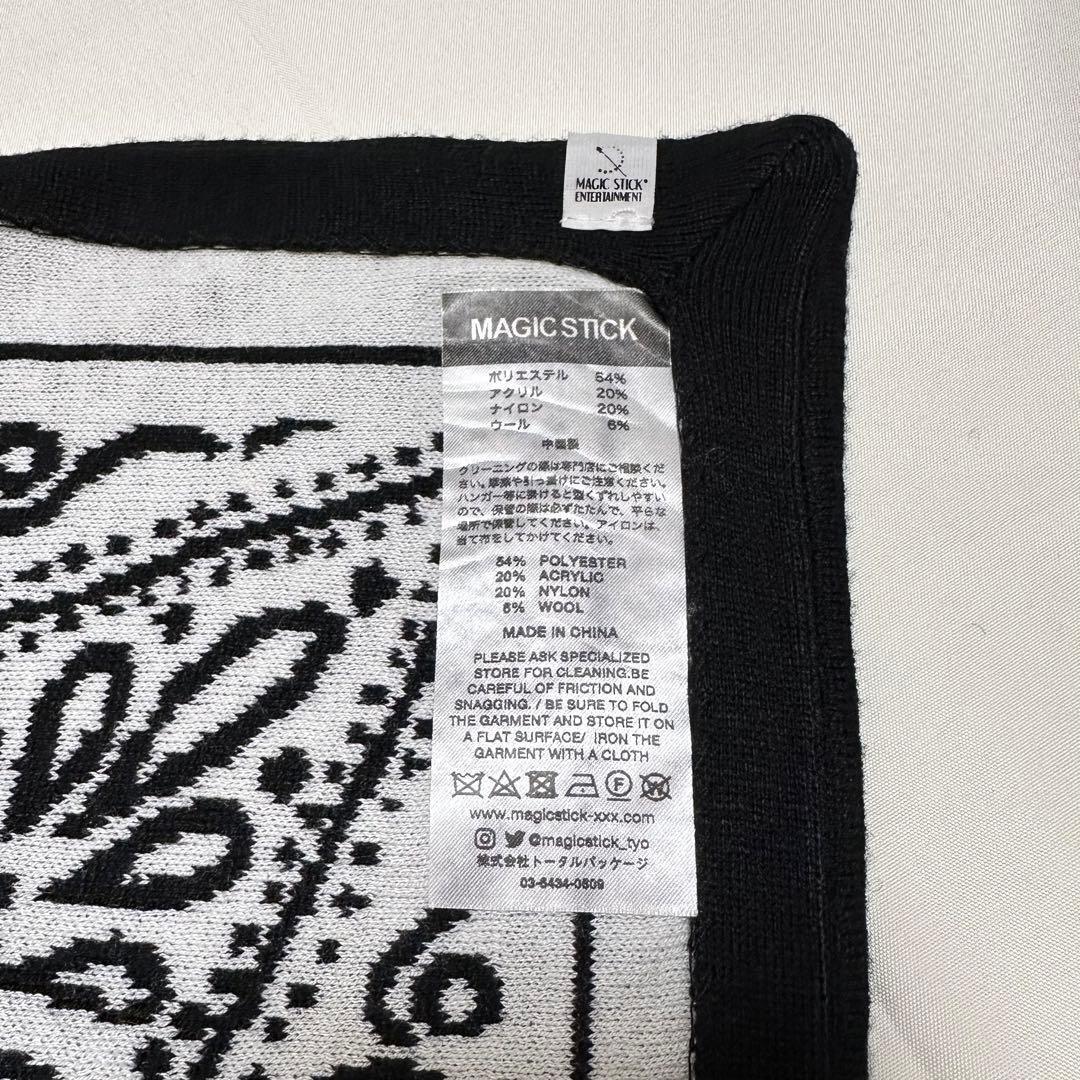 MAGIC STICK®
ENTERTAINMENT
MAGIC STICK
ポリエステル 54%
アクリル 20%
ナイロン 20%
ウール 6%
中国製
クリーニングの際は専門店にご相談くだ
さい。摩擦や引っ掛けにご注意ください。
ハンガー等に掛けると型くずれしやすい
ので、保管の際は必ずたたんで、平らな
場所で保管してください。アイロンは、
当て布をしてかけてください。
54% POLYESTER
20% ACRYLIC
20% NYLON
6% WOOL
MADE IN CHINA
PLEASE ASK SPECIALIZED
STORE FOR CLEANING.BE
CAREFUL OF FRICTION AND
SNAGGING. / BE SURE TO FOLD
THE GARMENT AND STORE IT ON
A FLAT SURFACE/ IRON THE
GARMENT WITH A CLOTH
www.magicstick-xxx.com
@magicstick_tyo
株式会社トータルパッケージ
03-6434-0609